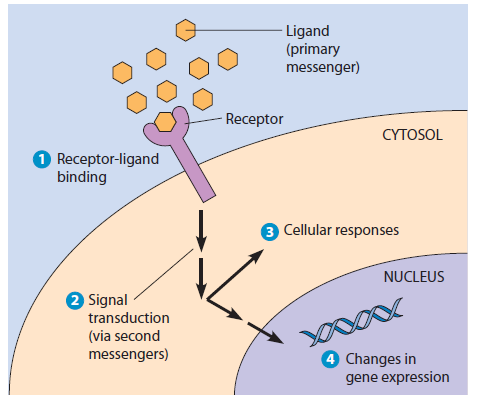 Ligand
(primary
messenger)
Receptor
CYTOSOL
1 Receptor-ligand
binding
3 Cellular responses
NUCLEUS
2 Signal
transduction
(via second
messengers)
4 Changes in
gene expression